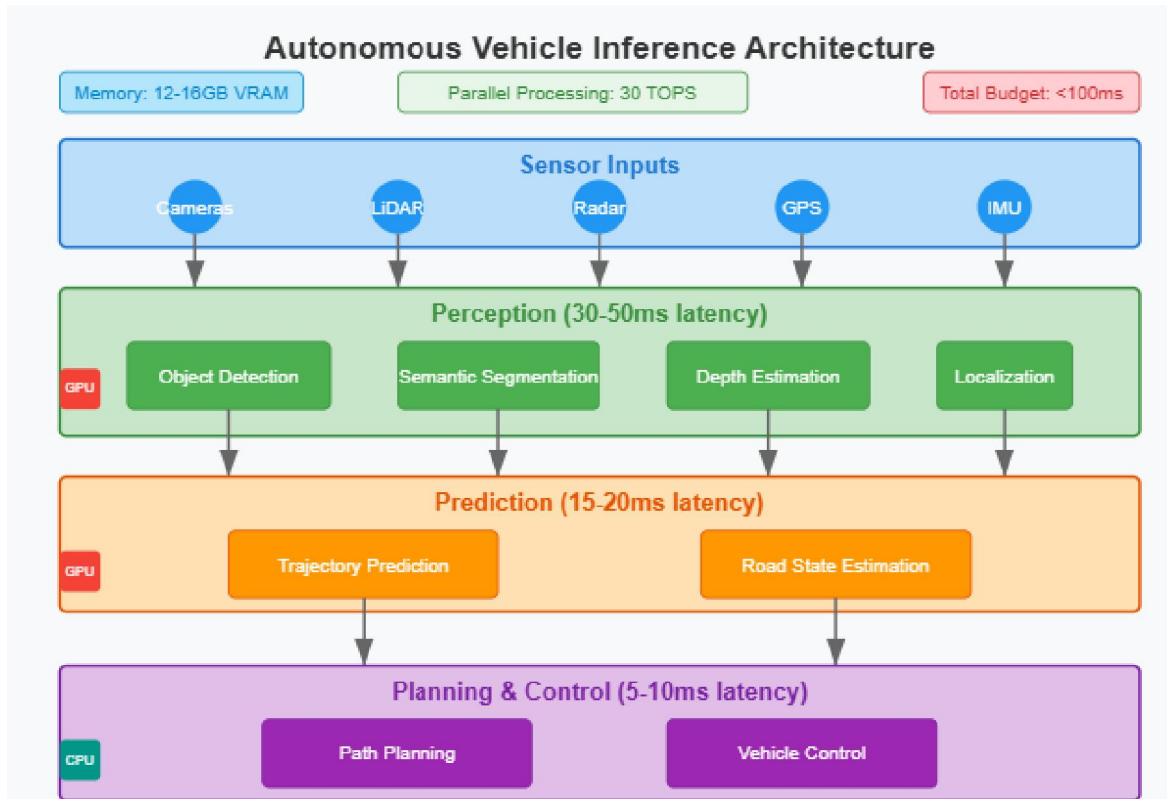 Autonomous Vehicle Inference Architecture
Memory: 12-16GB VRAM
Parallel Processing: 30 TOPS
Total Budget: <100ms
Sensor Inputs
Cameras
LiDAR
Radar
GPS
IMU
Perception (30-50ms latency)
GPU
Object Detection
Semantic Segmentation
Depth Estimation
Localization
Prediction (15-20ms latency)
GPU
Trajectory Prediction
Road State Estimation
Planning & Control (5-10ms latency)
CPU
Path Planning
Vehicle Control